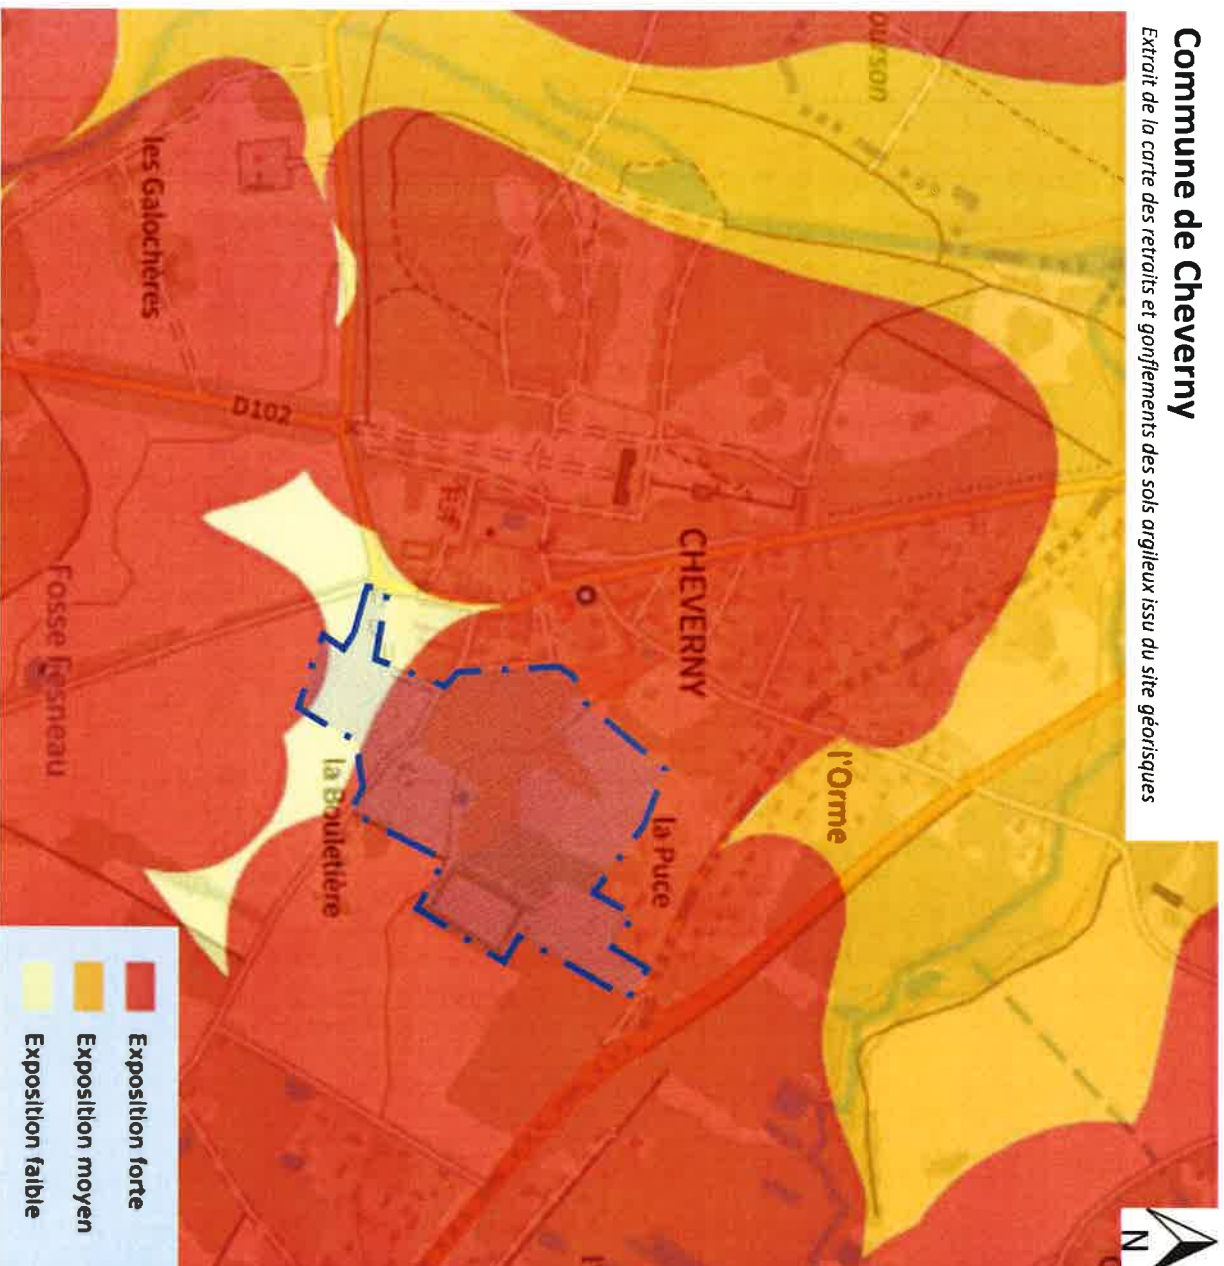 Commune de Cheverny
Extrait de la carte des retraits et gonflements des sols argileux issu du site géorisques
l'Orme
CHEVERNY
la Puce
D102
les Galochères
la Bouletière
Exposition forte
Exposition moyen
Exposition faible
N